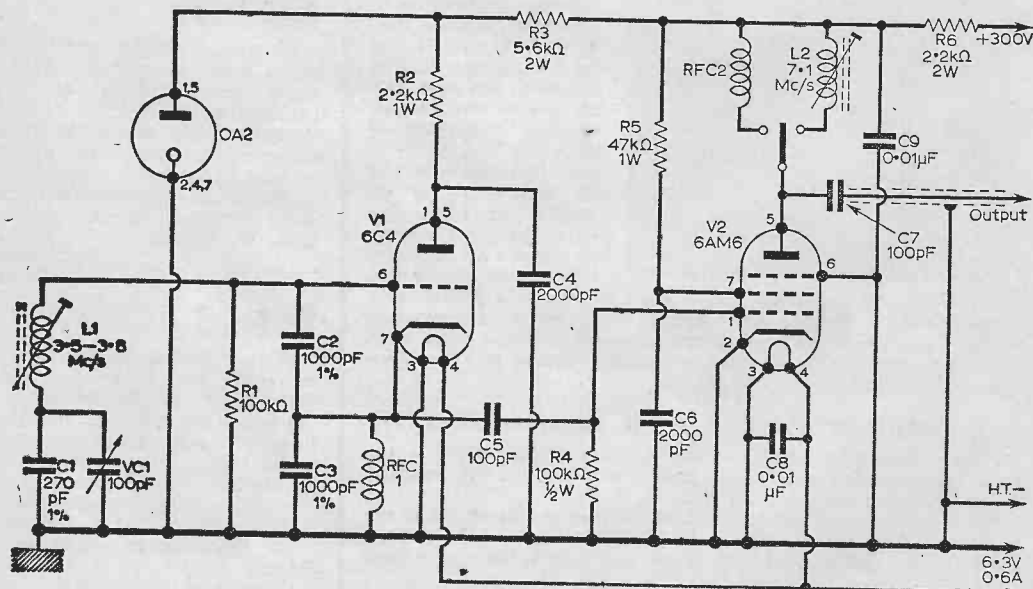 R3
5·6kΩ
2W
R6
2·2kΩ
2W
+300V
R2
2·2kΩ
1W
RFC2
L2
7·1
Mc/s
1,5
OA2
2,4,7
R5
47kΩ
1W
C9
0·01µF
V1
6C4
1
5
6
7
3
4
C4
2000pF
V2
6AM6
5
6
7
1
2
3
4
Output
C7
100pF
L1
3·5–3·8
Mc/s
C2
1000pF
1%
R1
100kΩ
C1
270
pF
1%
VC1
100pF
C3
1000pF
1%
RFC
1
C5
100pF
R4
100kΩ
½W
C6
2000
pF
C8
0·01
µF
H.T.–
6·3V
0·6A